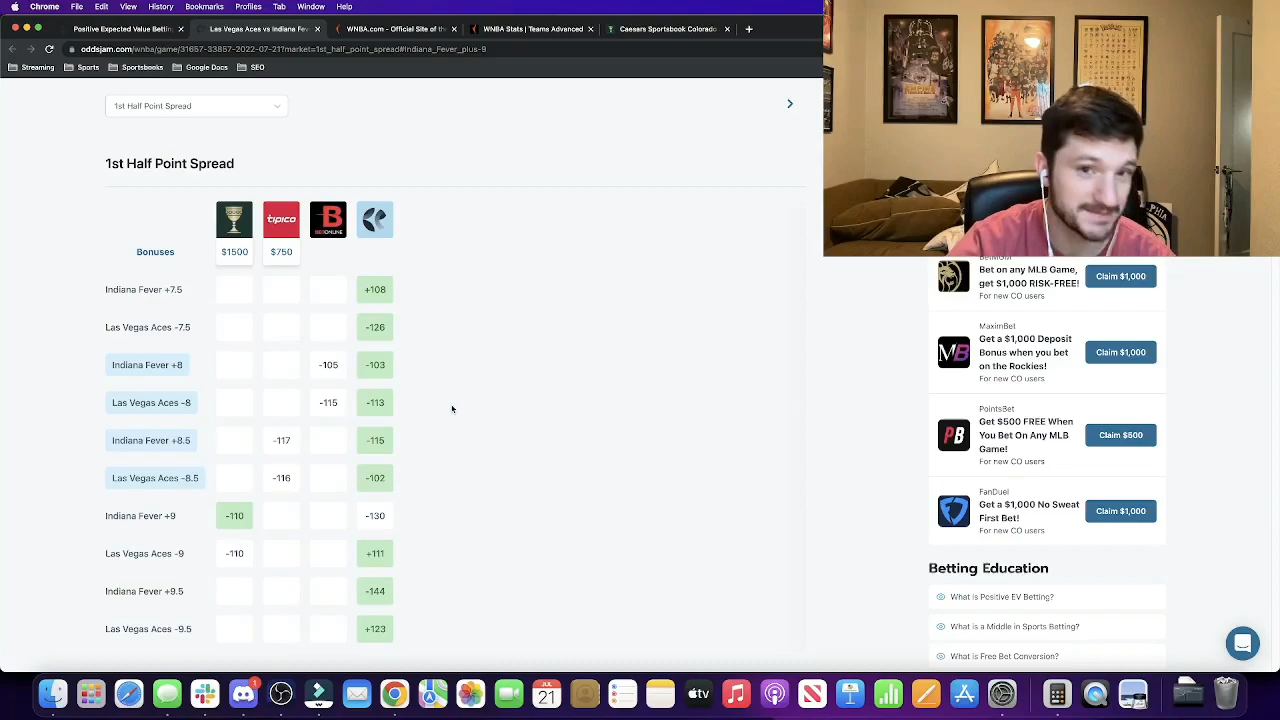 Chrome File Edit View History Bookmarks Profiles
Positive Expected Value Bettin
Las Vegas Aces vs Indiana Feve
WNBA.com - Official Site of th
WNBA Stats | Teams Advanced
Caesars Sportsbook Colorado
oddsjam.com/wnba/game/31657-33867-2022-07-21?market=1st_half_point_spread#Indiana_Fever_plus-9
Streaming Sports Sportsbooks Google Docs SEO
1st Half Point Spread
1st Half Point Spread
tipico
B
BETONLINE
Bonuses $1500 $750
Indiana Fever +7.5 +108
Las Vegas Aces -7.5 -126
Indiana Fever +8 -105 -103
Las Vegas Aces -8 -115 -113
Indiana Fever +8.5 -117 -115
Las Vegas Aces -8.5 -116 -102
Indiana Fever +9 -110 -130
Las Vegas Aces -9 -110 +111
Indiana Fever +9.5 -144
Las Vegas Aces -9.5 +123
BetMGM
Bet on any MLB Game,
get $1,000 RISK-FREE!
For new CO users
Claim $1,000
MaximBet
Get a $1,000 Deposit
Bonus when you bet
on the Rockies!
For new CO users
MB
Claim $1,000
PointsBet
Get $500 FREE When
You Bet On Any MLB
Game!
For new CO users
PB
Claim $500
FanDuel
Get a $1,000 No Sweat
First Bet!
For new CO users
Claim $1,000
Betting Education
What is Positive EV Betting?
What is a Middle in Sports Betting?
What is Free Bet Conversion?
JUL
21
1
tv